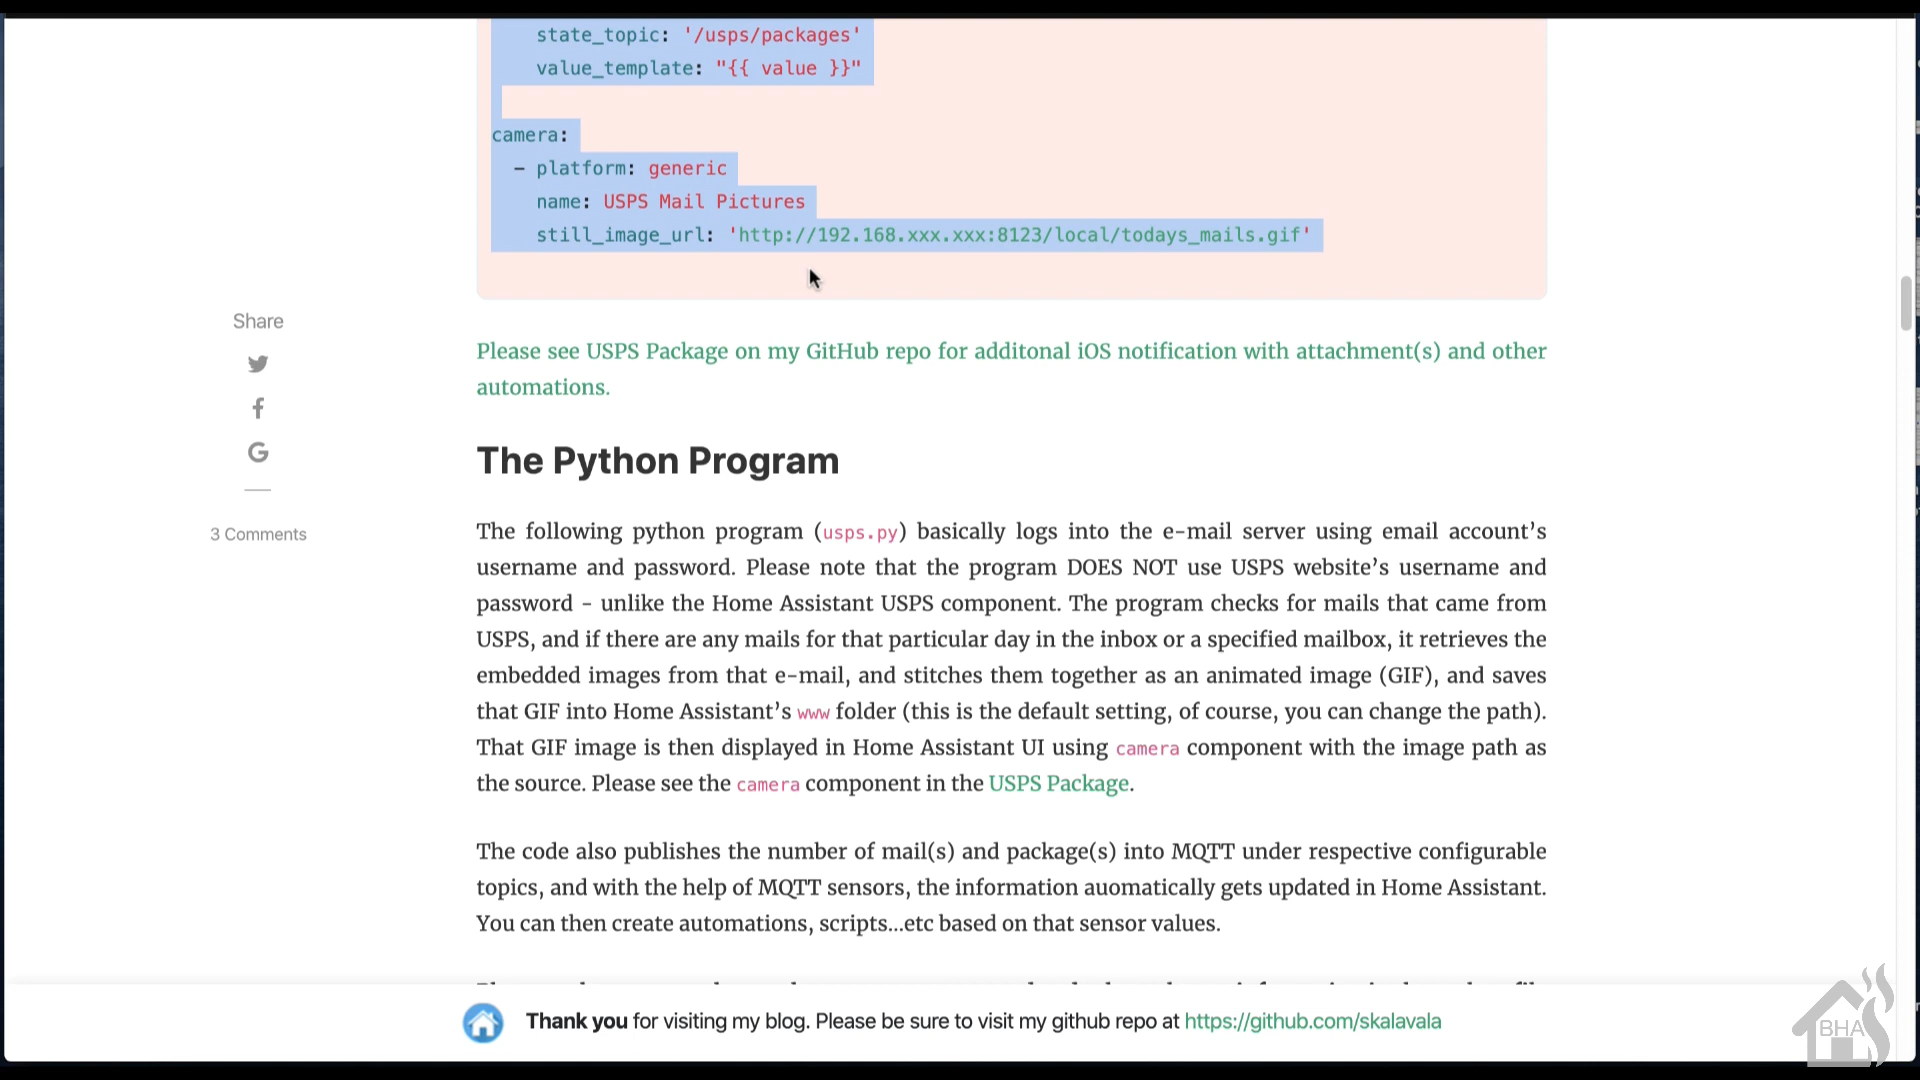 state_topic: '/usps/packages'
value_template: "{{ value }}"
camera:
- platform: generic
name: USPS Mail Pictures
still_image_url: 'http://192.168.xxx.xxx:8123/local/todays_mails.gif'
Share
3 Comments
Please see USPS Package on my GitHub repo for additonal iOS notification with attachment(s) and other
automations.
The Python Program
The following python program (usps.py) basically logs into the e-mail server using email account's
username and password. Please note that the program DOES NOT use USPS website's username and
password - unlike the Home Assistant USPS component. The program checks for mails that came from
USPS, and if there are any mails for that particular day in the inbox or a specified mailbox, it retrieves the
embedded images from that e-mail, and stitches them together as an animated image (GIF), and saves
that GIF into Home Assistant's www folder (this is the default setting, of course, you can change the path).
That GIF image is then displayed in Home Assistant UI using camera component with the image path as
the source. Please see the camera component in the USPS Package.
The code also publishes the number of mail(s) and package(s) into MQTT under respective configurable
topics, and with the help of MQTT sensors, the information auomatically gets updated in Home Assistant.
You can then create automations, scripts...etc based on that sensor values.
Thank you for visiting my blog. Please be sure to visit my github repo at https://github.com/skalavala
BHA